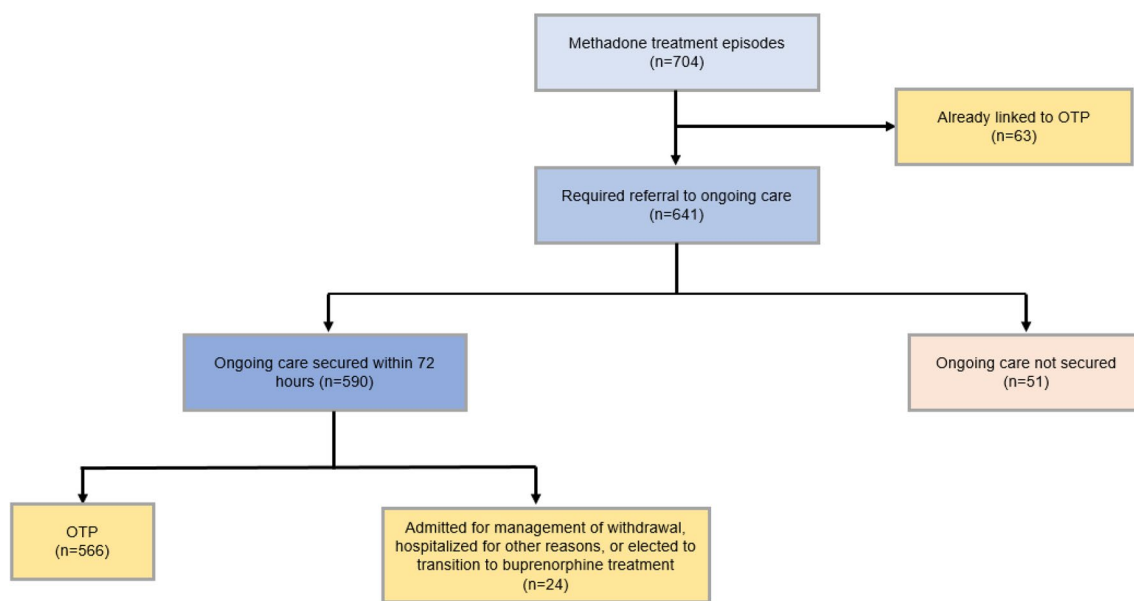 Methadone treatment episodes
(n=704)
Already linked to OTP
(n=63)
Required referral to ongoing care
(n=641)
Ongoing care secured within 72
hours (n=590)
Ongoing care not secured
(n=51)
OTP
(n=566)
Admitted for management of withdrawal,
hospitalized for other reasons, or elected to
transition to buprenorphine treatment
(n=24)